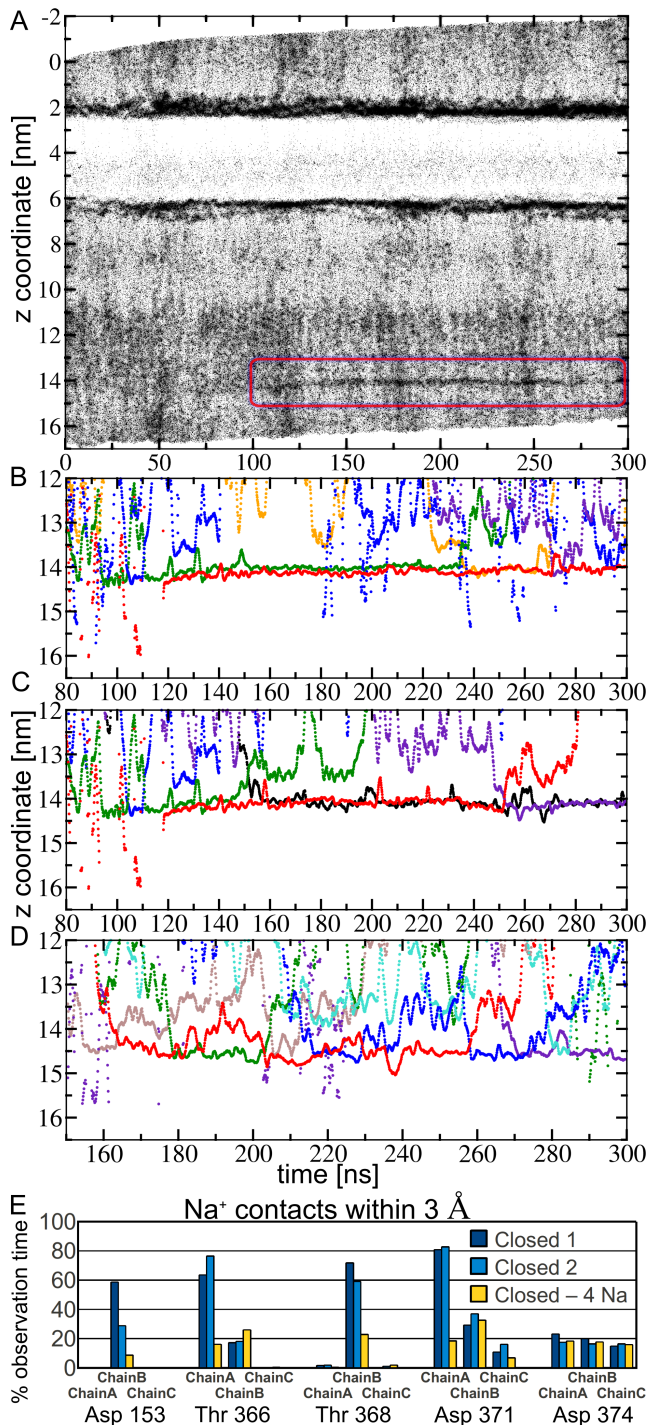 A
-2
0
2
4
6
8
10
12
14
16
z coordinate [nm]
0 50 100 150 200 250 300
B
12
13
14
15
16
80 100 120 140 160 180 200 220 240 260 280 300
C
12
13
14
15
16
z coordinate [nm]
80 100 120 140 160 180 200 220 240 260 280 300
D
12
13
14
15
16
160 180 200 220 240 260 280 300
time [ns]
E
Na⁺ contacts within 3 Å
100
80
60
40
20
0
% observation time
Closed 1
Closed 2
Closed – 4 Na
ChainB ChainA ChainC ChainB ChainA ChainC ChainB
ChainA ChainC ChainB ChainA ChainC ChainB ChainA ChainC
Asp 153 Thr 366 Thr 368 Asp 371 Asp 374